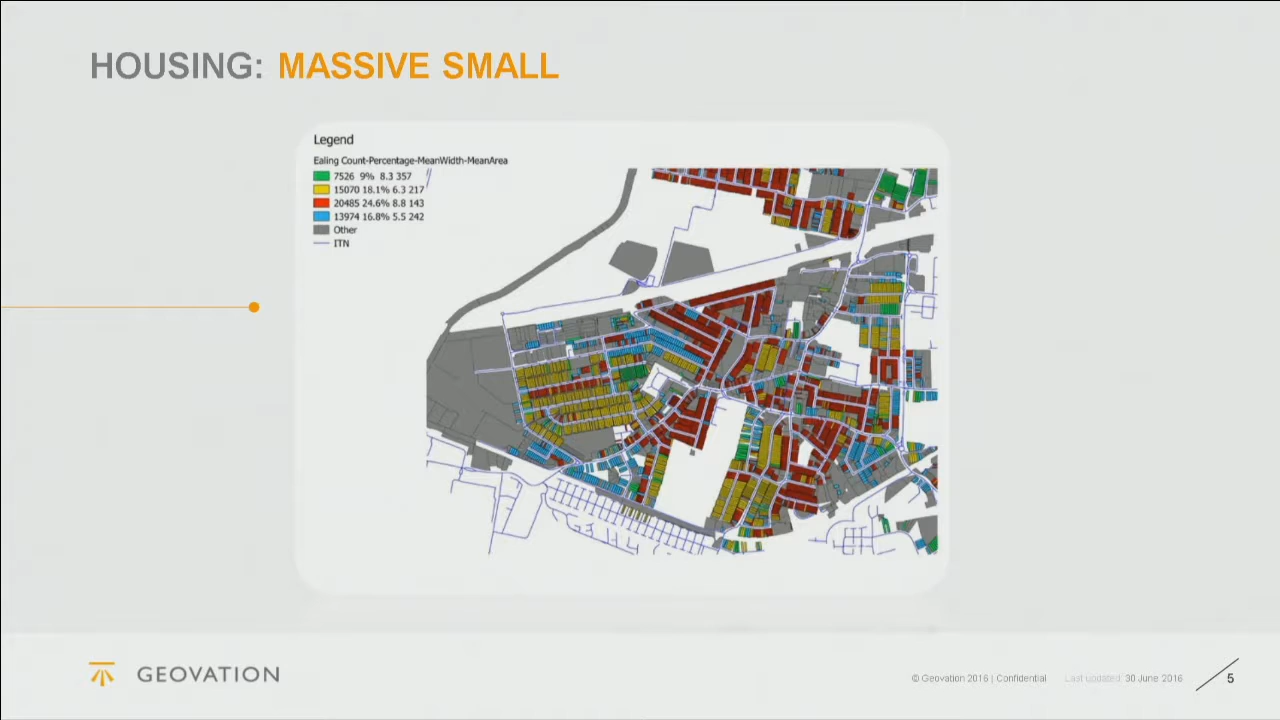 HOUSING: MASSIVE SMALL
Legend
Ealing Count-Percentage-MeanWidth-MeanArea
7526 9% 8.3 357
15070 18.1% 6.3 217
20485 24.6% 8.8 143
13974 16.8% 5.5 242
Other
ITN
GEOVATION
© Geovation 2016 | Confidential Last updated: 30 June 2016 5